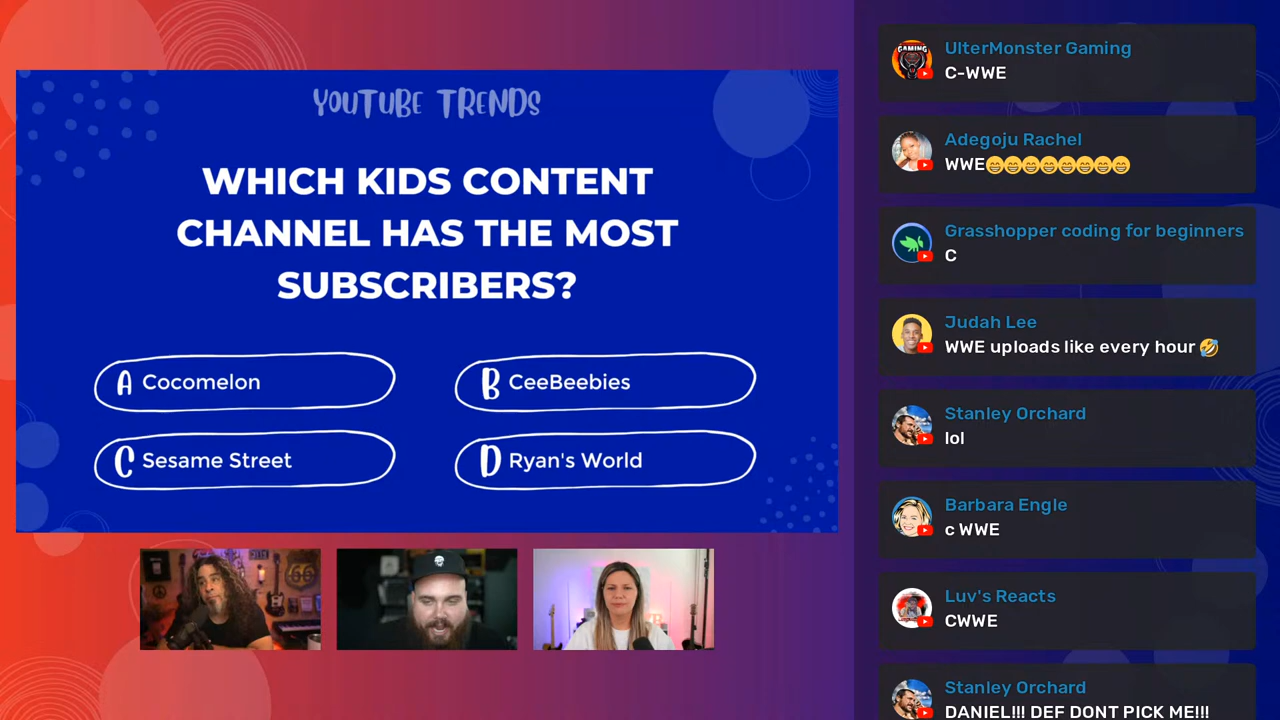 YOUTUBE TRENDS
WHICH KIDS CONTENT
CHANNEL HAS THE MOST
SUBSCRIBERS?
A Cocomelon
B CeeBeebies
C Sesame Street
D Ryan's World
66
GAMING
UlterMonster Gaming
C-WWE
Adegoju Rachel
WWE😁😁😁😁😁😁😁😁
Grasshopper coding for beginners
C
Judah Lee
WWE uploads like every hour 🤣
Stanley Orchard
lol
Barbara Engle
c WWE
Luv's Reacts
CWWE
Stanley Orchard
DANIEL!!! DEF DONT PICK ME!!!